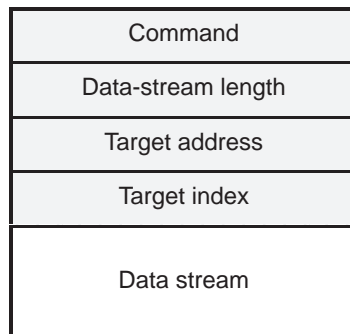 Command
Data-stream length
Target address
Target index
Data stream